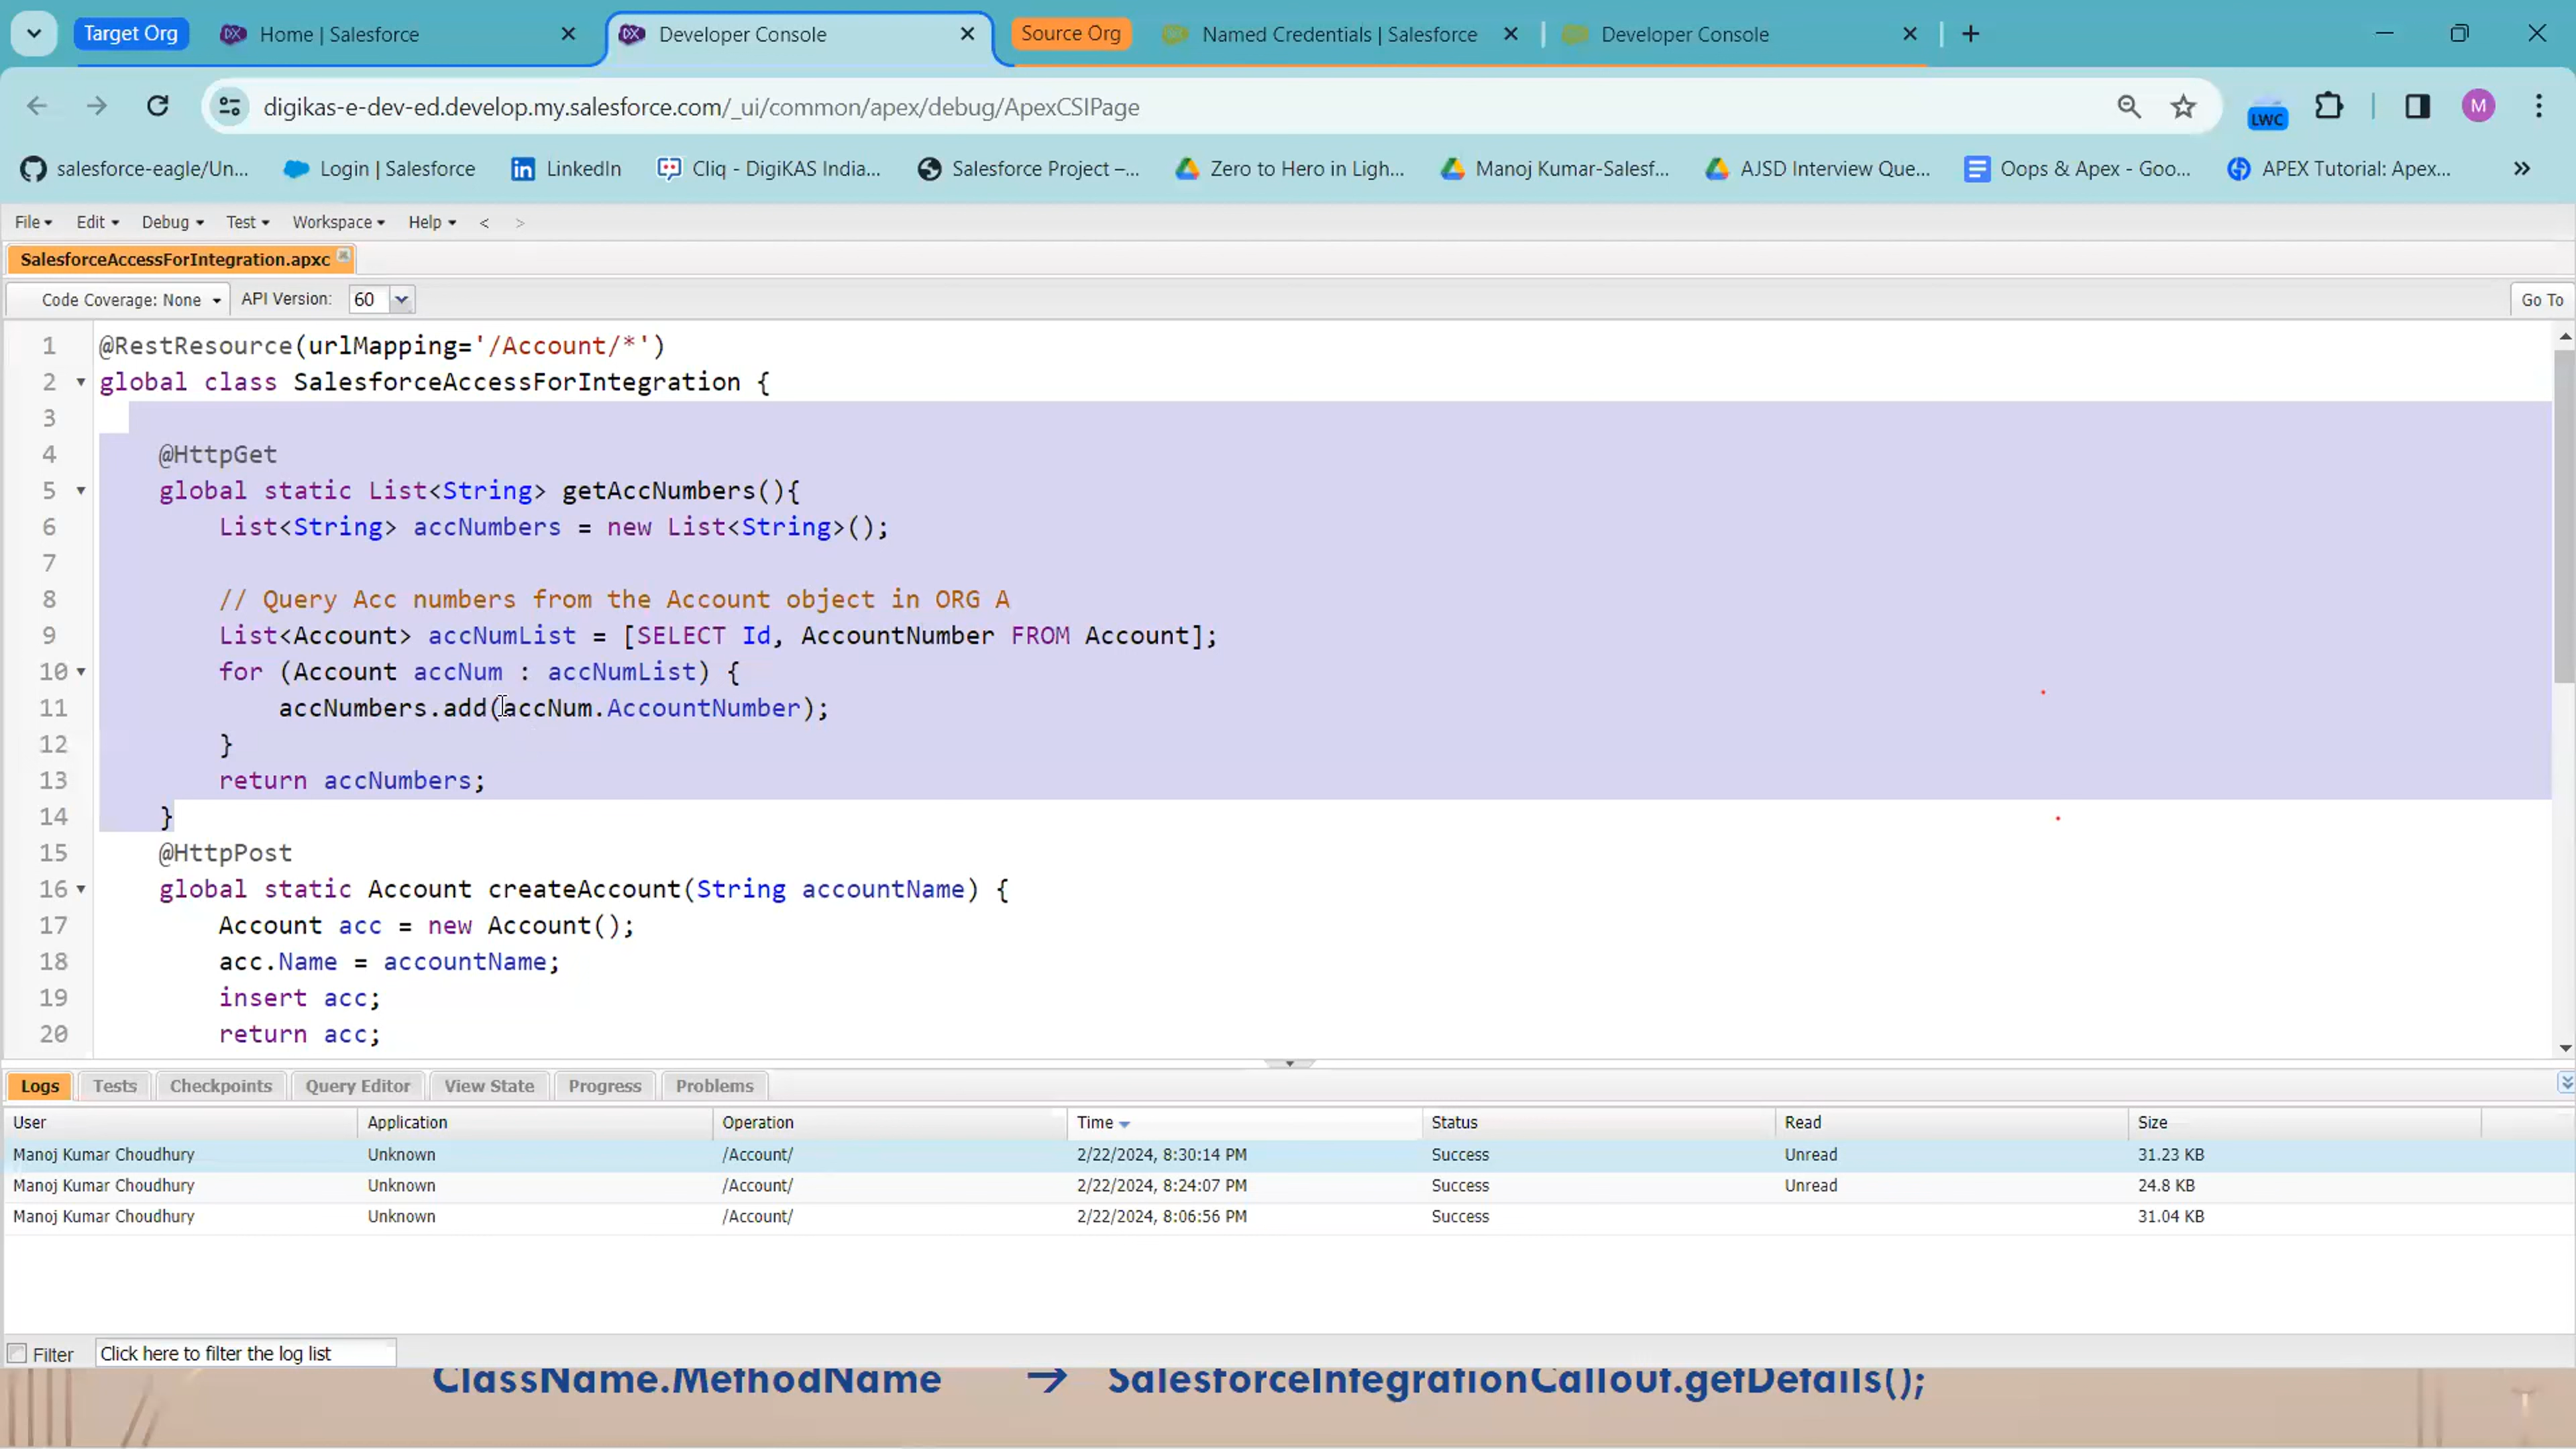 Target Org
Home | Salesforce
Developer Console
Source Org
Named Credentials | Salesforce
Developer Console
digikas-e-dev-ed.develop.my.salesforce.com/_ui/common/apex/debug/ApexCSIPage
LWC
M
salesforce-eagle/Un...
Login | Salesforce
LinkedIn
Cliq - DigiKAS India...
Salesforce Project –...
Zero to Hero in Ligh...
Manoj Kumar-Salesf...
AJSD Interview Que...
Oops & Apex - Goo...
APEX Tutorial: Apex...
File Edit Debug Test Workspace Help < >
SalesforceAccessForIntegration.apxc
Code Coverage: None API Version: 60 Go To
1 @RestResource(urlMapping='/Account/*')
2 global class SalesforceAccessForIntegration {
3
4 @HttpGet
5 global static List<String> getAccNumbers(){
6 List<String> accNumbers = new List<String>();
7
8 // Query Acc numbers from the Account object in ORG A
9 List<Account> accNumList = [SELECT Id, AccountNumber FROM Account];
10 for (Account accNum : accNumList) {
11 accNumbers.add(accNum.AccountNumber);
12 }
13 return accNumbers;
14 }
15 @HttpPost
16 global static Account createAccount(String accountName) {
17 Account acc = new Account();
18 acc.Name = accountName;
19 insert acc;
20 return acc;
Logs Tests Checkpoints Query Editor View State Progress Problems
User Application Operation Time Status Read Size
Manoj Kumar Choudhury Unknown /Account/ 2/22/2024, 8:30:14 PM Success Unread 31.23 KB
Manoj Kumar Choudhury Unknown /Account/ 2/22/2024, 8:24:07 PM Success Unread 24.8 KB
Manoj Kumar Choudhury Unknown /Account/ 2/22/2024, 8:06:56 PM Success 31.04 KB
Filter Click here to filter the log list
ClassName.MethodName → SalesforceIntegrationCallout.getDetails();